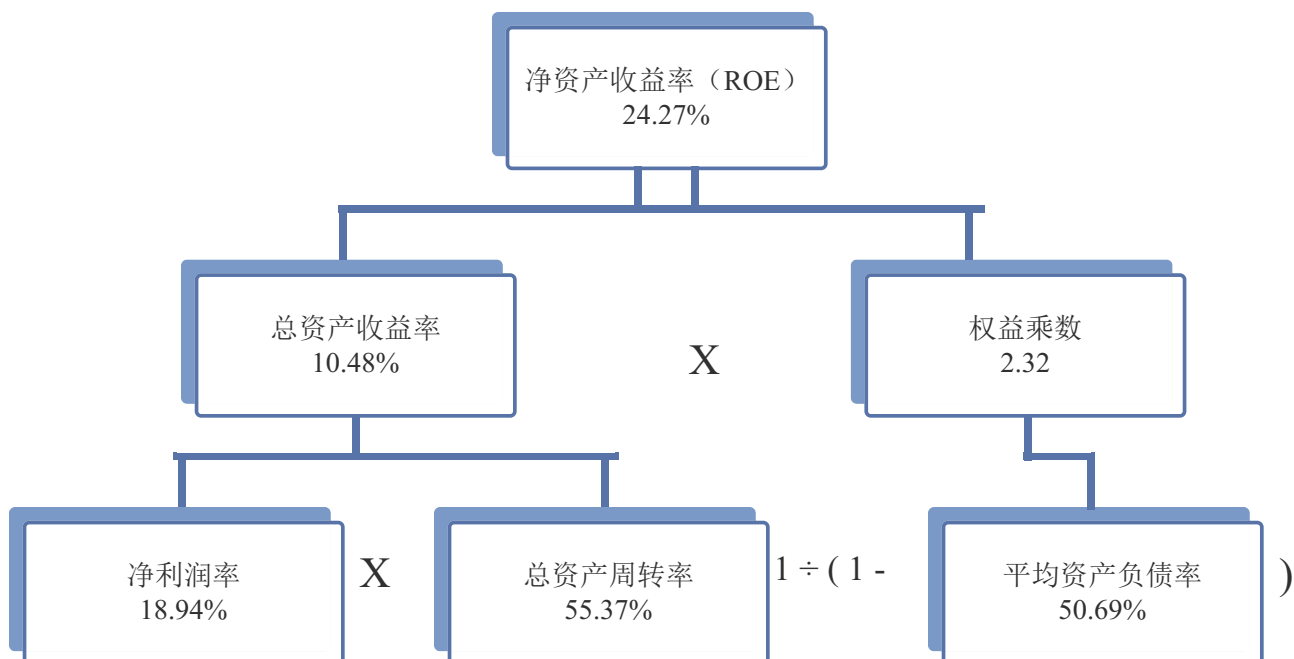 净资产收益率（ROE）
24.27%
总资产收益率
10.48%
X
权益乘数
2.32
净利润率
18.94%
X
总资产周转率
55.37%
1 ÷ ( 1 -
平均资产负债率
50.69%
)